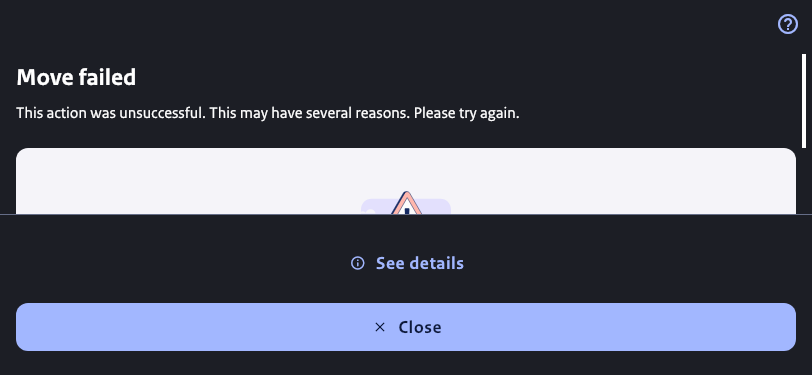 Move failed
This action was unsuccessful. This may have several reasons. Please try again.
See details
Close